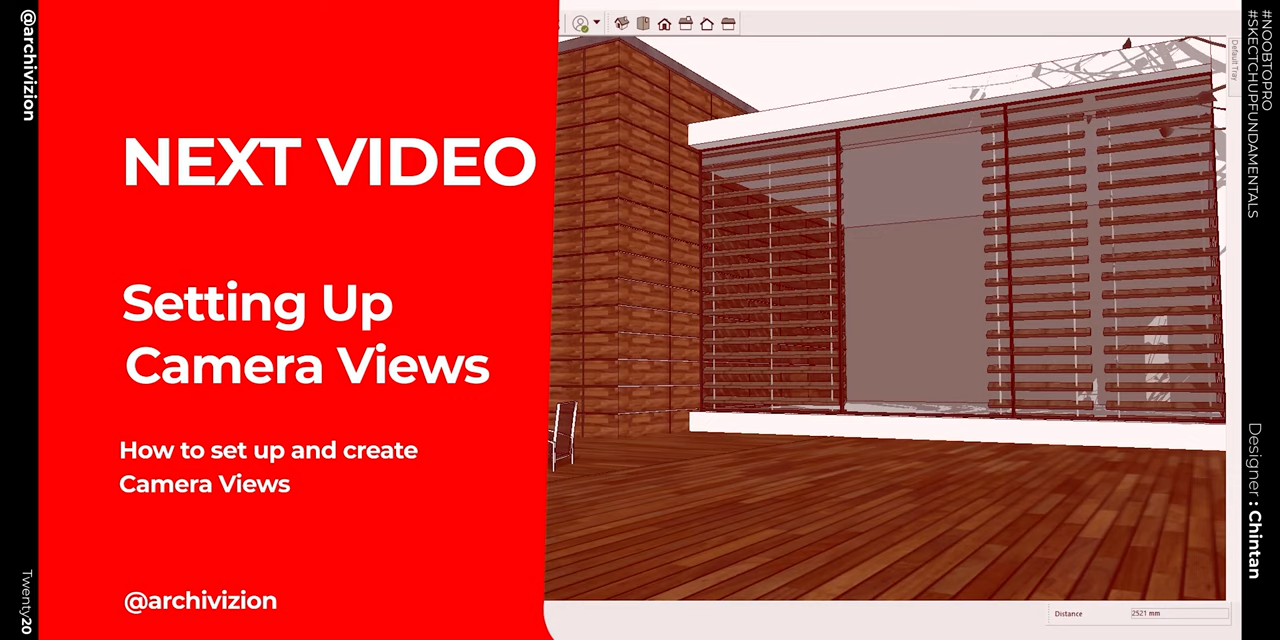 @archivizion
Twenty20
NEXT VIDEO
Setting Up
Camera Views
How to set up and create
Camera Views
@archivizion
Default Tray
Distance
2521 mm
#NOOBTOPRO
#SKECTCHUPFUNDAMENTALS
Designer : Chintan